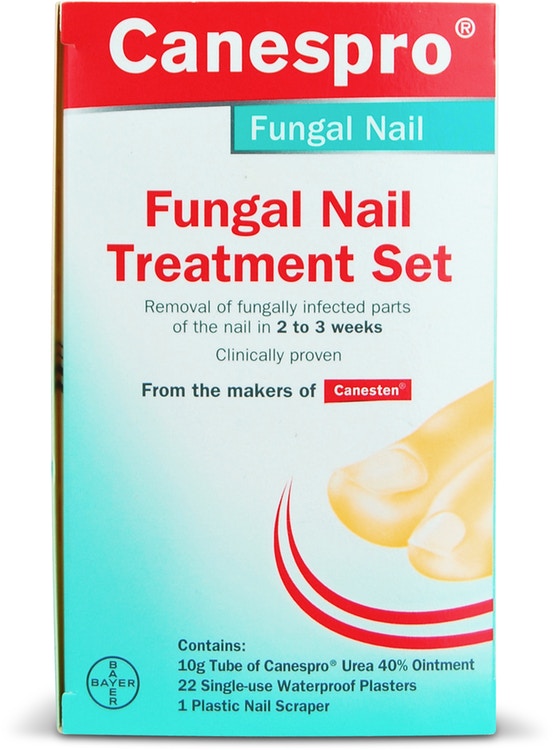 Canespro®
Fungal Nail
Fungal Nail
Treatment Set
Removal of fungally infected parts
of the nail in 2 to 3 weeks
Clinically proven
From the makers of Canesten®
Contains:
10g Tube of Canespro® Urea 40% Ointment
22 Single-use Waterproof Plasters
1 Plastic Nail Scraper
BAYER
BAYER